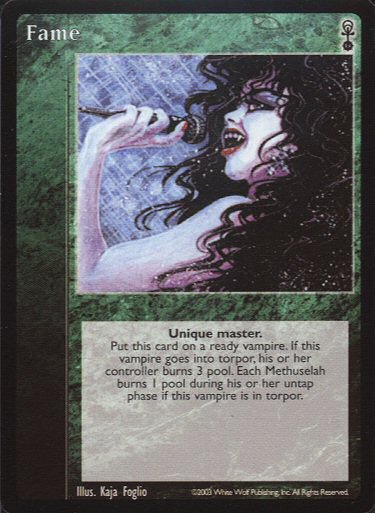 Fame
Unique master.
Put this card on a ready vampire. If this
vampire goes into torpor, his or her
controller burns 3 pool. Each Methuselah
burns 1 pool during his or her untap
phase if this vampire is in torpor.
Illus. Kaja Foglio
©2003 White Wolf Publishing, Inc. All Rights Reserved.